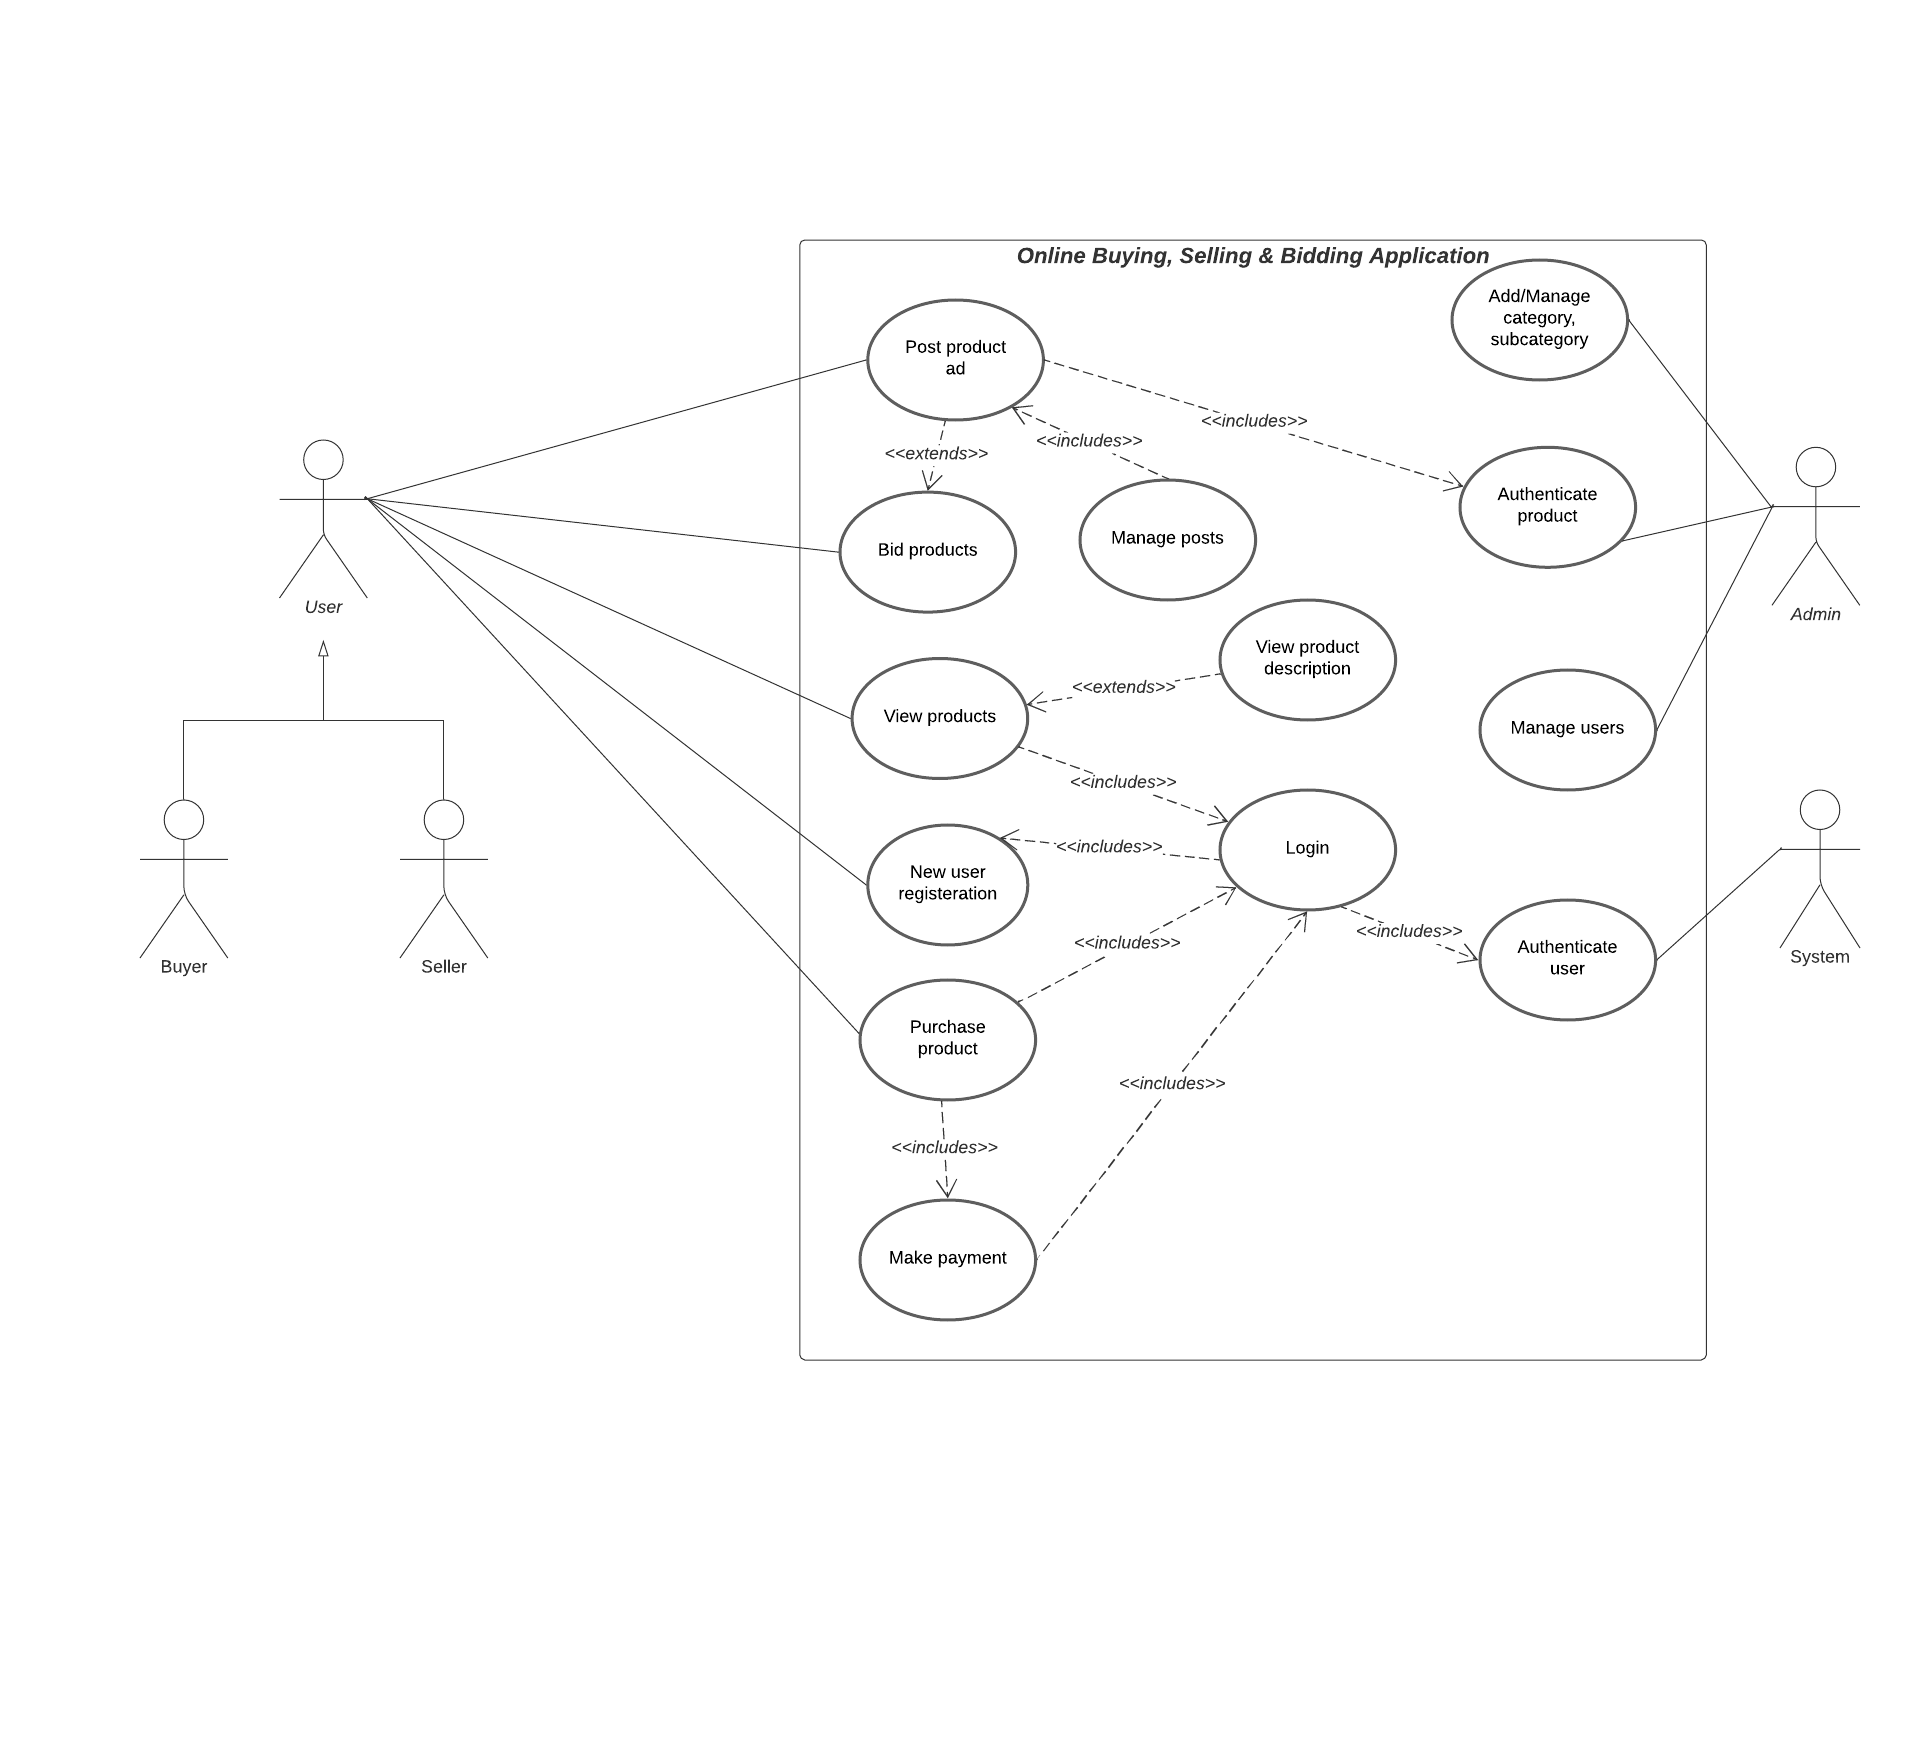 Online Buying, Selling & Bidding Application
Add/Manage
category,
subcategory
Post product
ad
<<includes>>
<<includes>>
<<extends>>
Authenticate
product
Manage posts
Bid products
User
Admin
View product
description
<<extends>>
View products
Manage users
<<includes>>
<<includes>>
Login
New user
registeration
<<includes>>
<<includes>>
Authenticate
user
System
Buyer
Seller
Purchase
product
<<includes>>
<<includes>>
Make payment